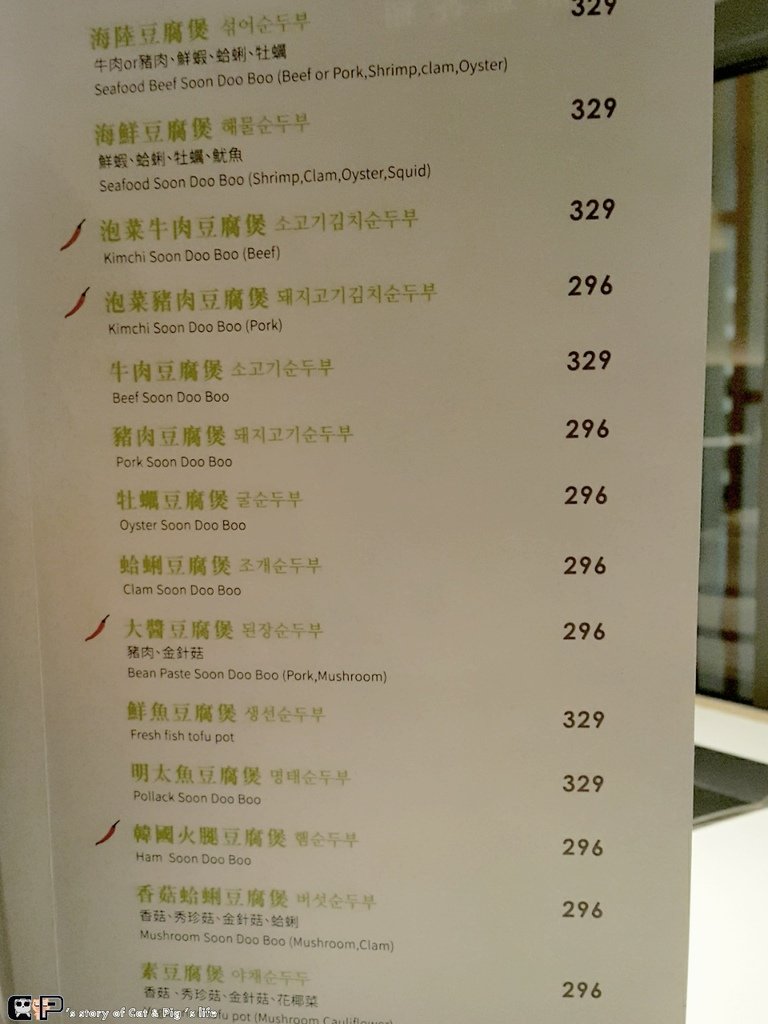 海陸豆腐煲 섞어순두부 329
牛肉or豬肉、鮮蝦、蛤蜊、牡蠣
Seafood Beef Soon Doo Boo (Beef or Pork,Shrimp,clam,Oyster)
海鮮豆腐煲 해물순두부 329
鮮蝦、蛤蜊、牡蠣、魷魚
Seafood Soon Doo Boo (Shrimp,Clam,Oyster,Squid)
泡菜牛肉豆腐煲 소고기김치순두부 329
Kimchi Soon Doo Boo (Beef)
泡菜豬肉豆腐煲 돼지고기김치순두부 296
Kimchi Soon Doo Boo (Pork)
牛肉豆腐煲 소고기순두부 329
Beef Soon Doo Boo
豬肉豆腐煲 돼지고기순두부 296
Pork Soon Doo Boo
牡蠣豆腐煲 굴순두부 296
Oyster Soon Doo Boo
蛤蜊豆腐煲 조개순두부 296
Clam Soon Doo Boo
大醬豆腐煲 된장순두부 296
豬肉、金針菇
Bean Paste Soon Doo Boo (Pork,Mushroom)
鮮魚豆腐煲 생선순두부 329
Fresh fish tofu pot
明太魚豆腐煲 명태순두부 329
Pollack Soon Doo Boo
韓國火腿豆腐煲 햄순두부 296
Ham Soon Doo Boo
香菇蛤蜊豆腐煲 버섯순두부 296
香菇、秀珍菇、金針菇、蛤蜊
Mushroom Soon Doo Boo (Mushroom,Clam)
素豆腐煲 야채순두두 296
香菇、秀珍菇、金針菇、花椰菜
pot (Mushroom Cauliflower)
P 's story of Cat & Pig 's life